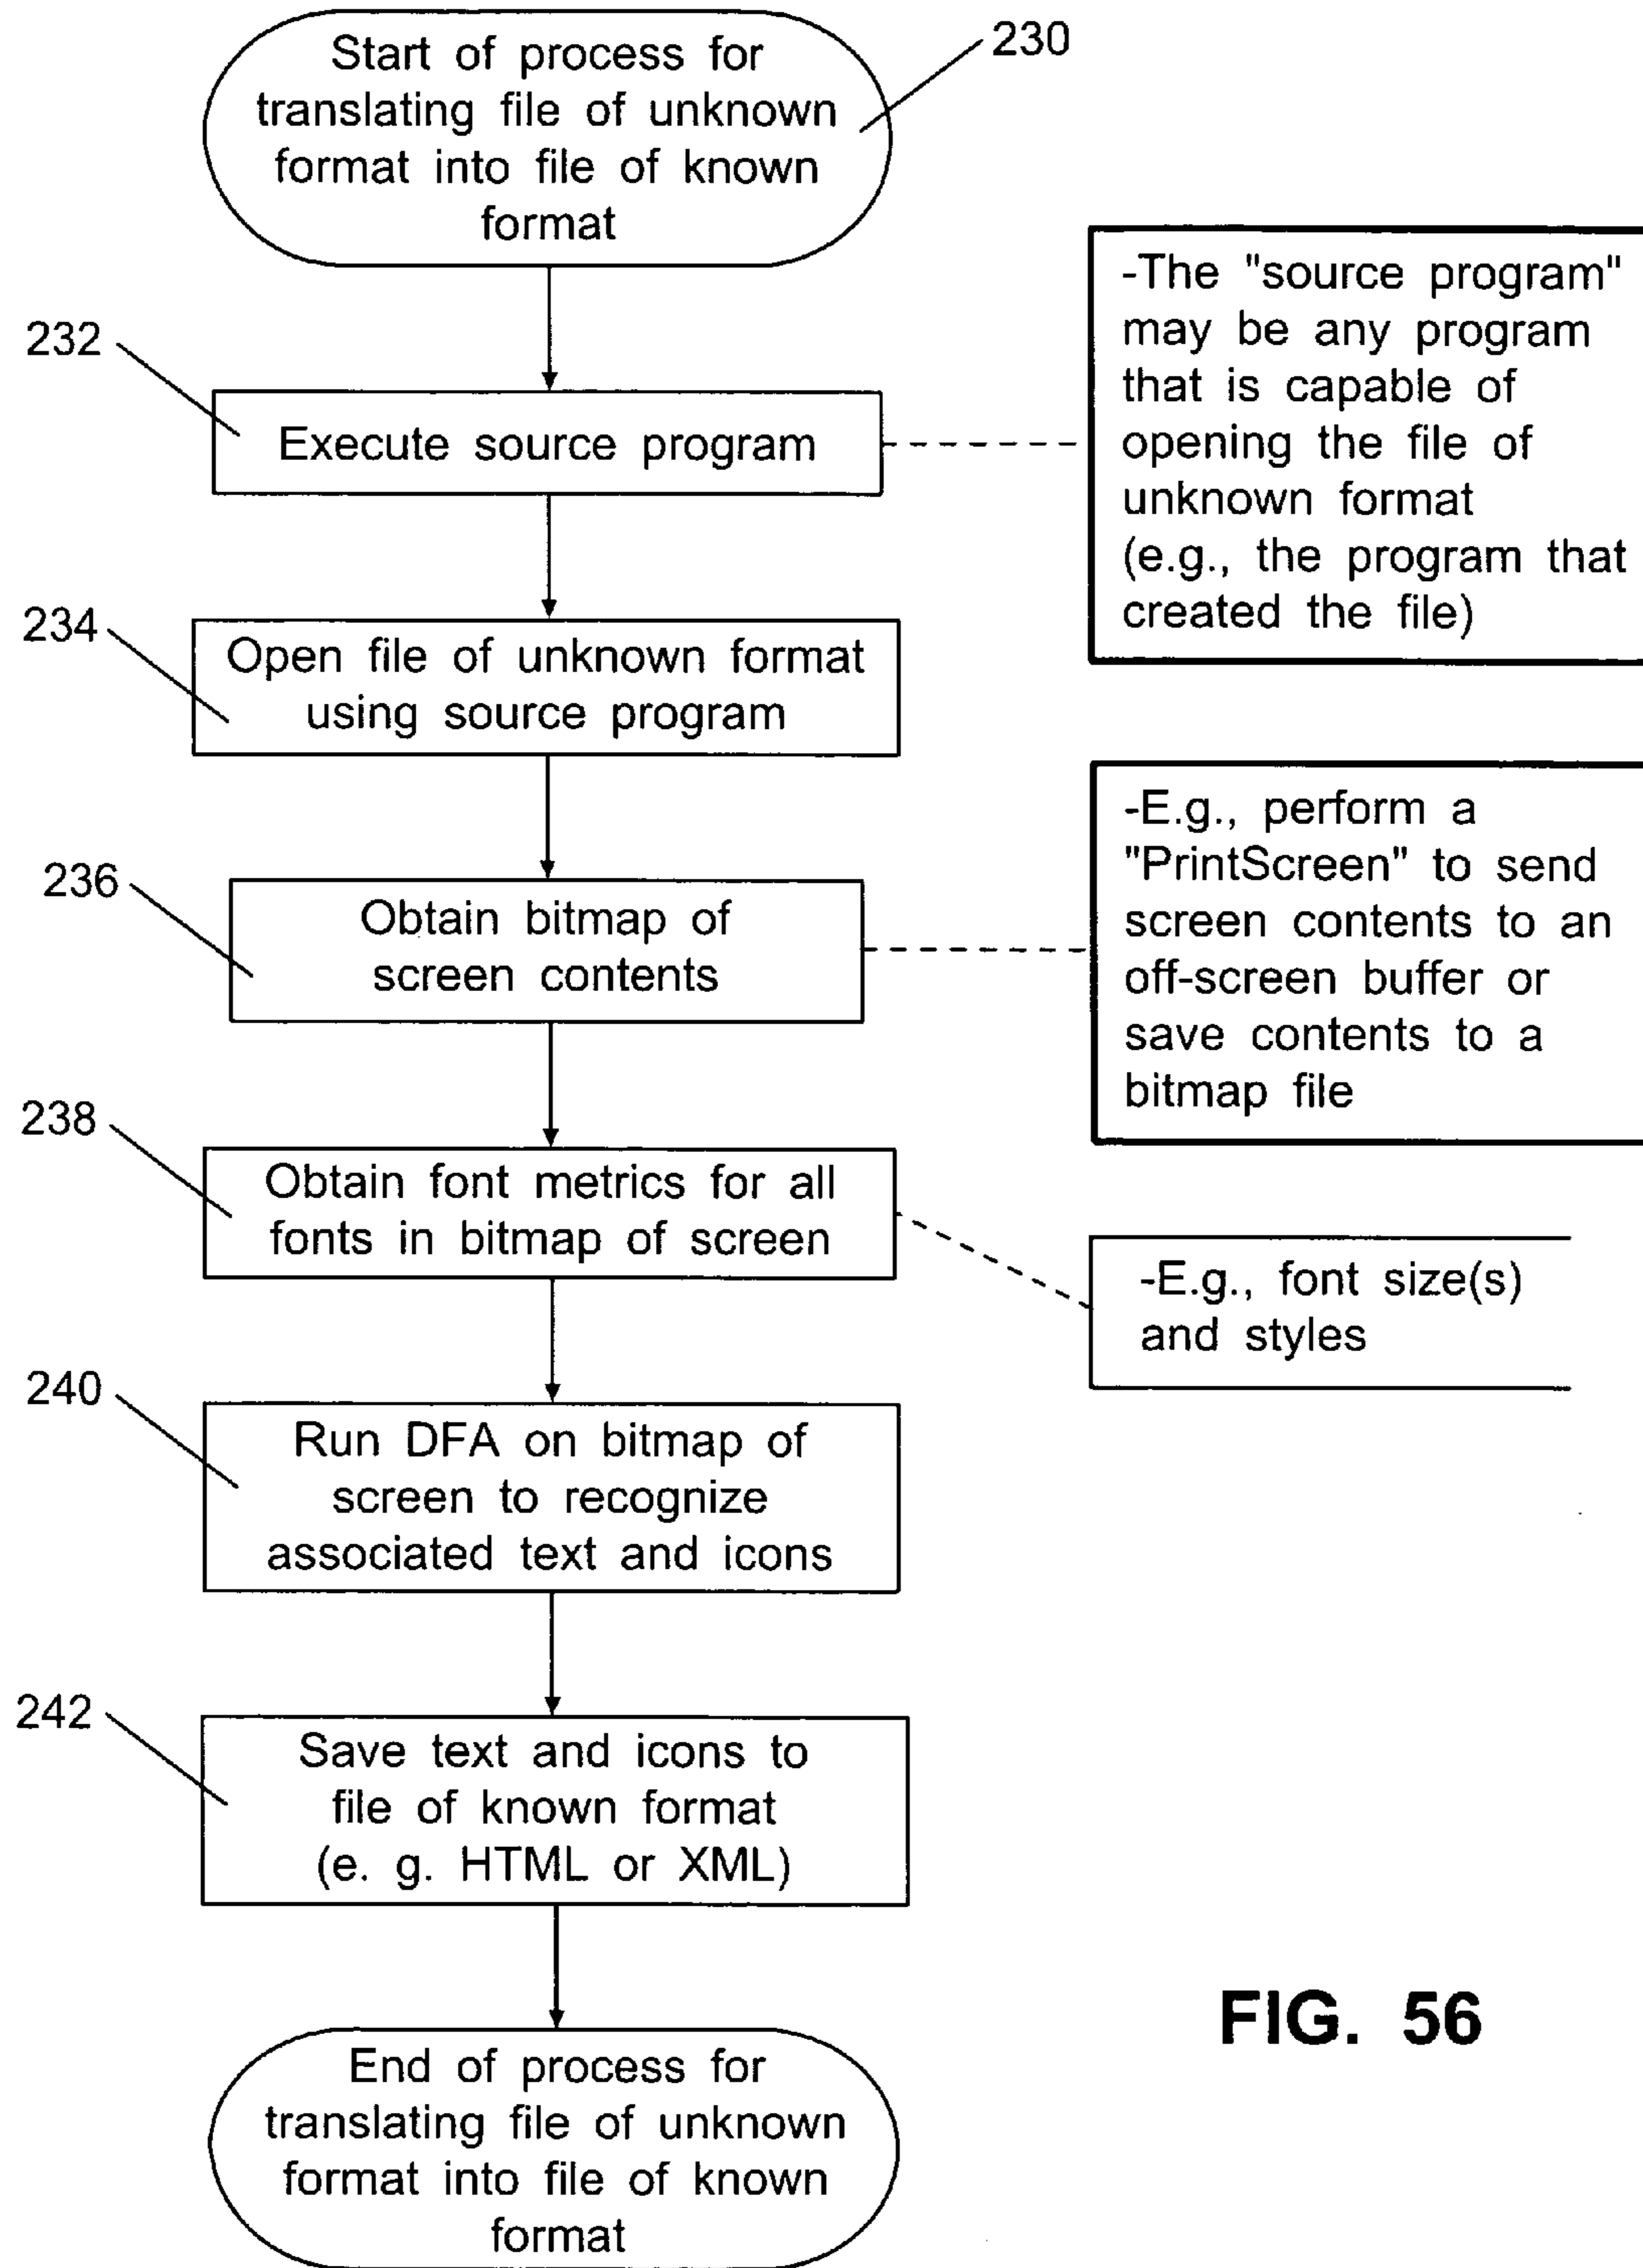 Start of process for
translating file of unknown
format into file of known
format
230
232
Execute source program
-The "source program"
may be any program
that is capable of
opening the file of
unknown format
(e.g., the program that
created the file)
234
Open file of unknown format
using source program
236
Obtain bitmap of
screen contents
-E.g., perform a
"PrintScreen" to send
screen contents to an
off-screen buffer or
save contents to a
bitmap file
238
Obtain font metrics for all
fonts in bitmap of screen
-E.g., font size(s)
and styles
240
Run DFA on bitmap of
screen to recognize
associated text and icons
242
Save text and icons to
file of known format
(e. g. HTML or XML)
End of process for
translating file of unknown
format into file of known
format
FIG. 56